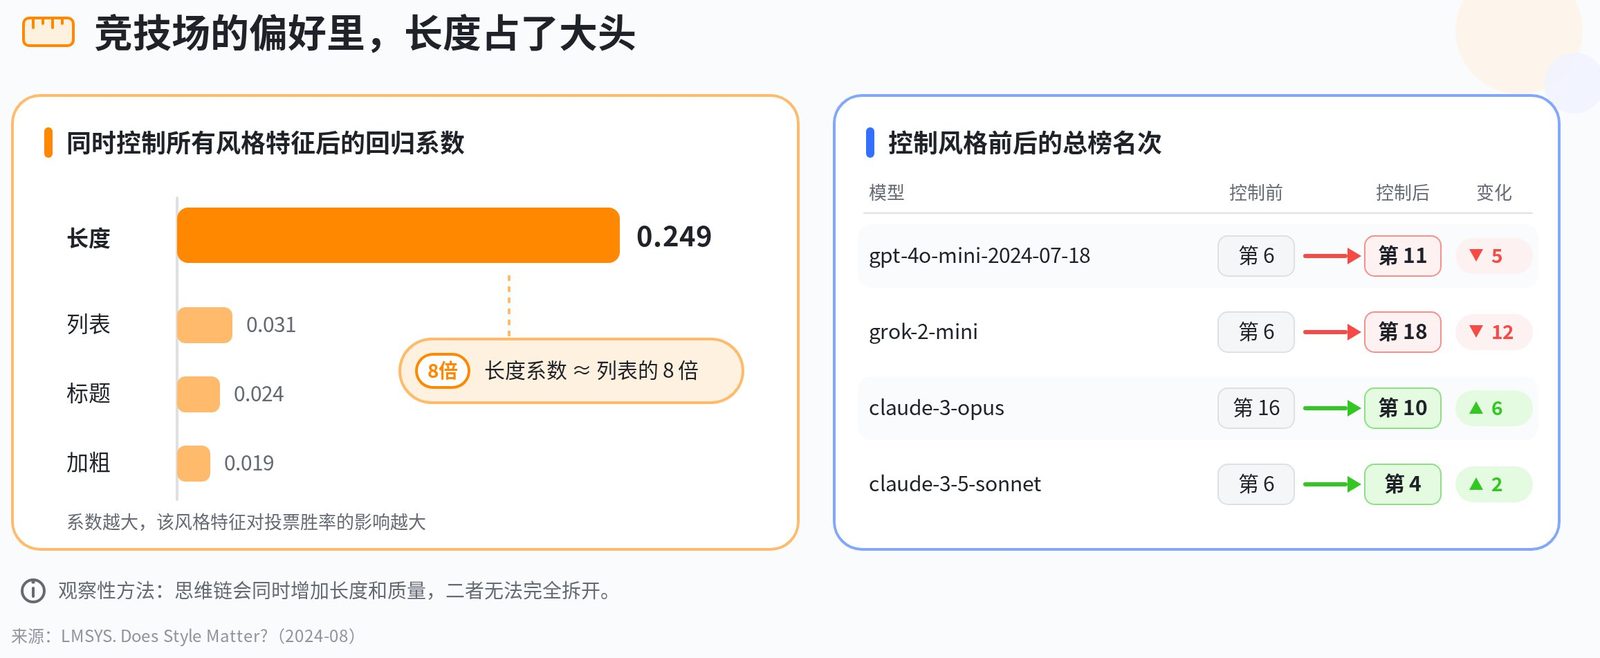 竞技场的偏好里，长度占了大头
同时控制所有风格特征后的回归系数
长度 0.249
列表 0.031
8倍 长度系数 ≈ 列表的 8 倍
标题 0.024
加粗 0.019
系数越大，该风格特征对投票胜率的影响越大
控制风格前后的总榜名次
模型 控制前 控制后 变化
gpt-4o-mini-2024-07-18 第 6 第 11 ▼ 5
grok-2-mini 第 6 第 18 ▼ 12
claude-3-opus 第 16 第 10 ▲ 6
claude-3-5-sonnet 第 6 第 4 ▲ 2
观察性方法：思维链会同时增加长度和质量，二者无法完全拆开。
来源：LMSYS. Does Style Matter?（2024-08）